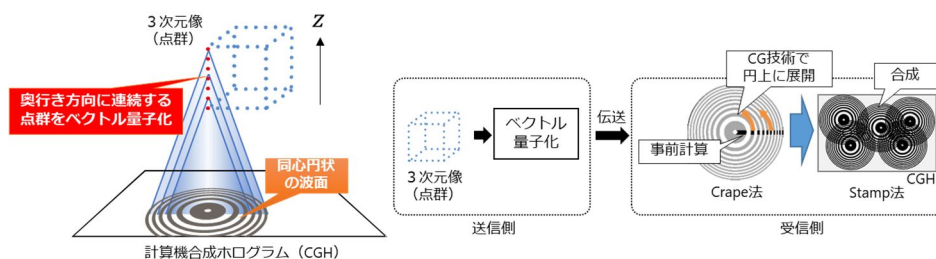 3次元像
(点群)
Z
奥行き方向に連続する
点群をベクトル量子化
同心円状
の波面
計算機合成ホログラム(CGH)
3次元像
(点群)
ベクトル
量子化
送信側
伝送
CG技術で
円上に展開
事前計算
Crape法
合成
CGH
Stamp法
受信側